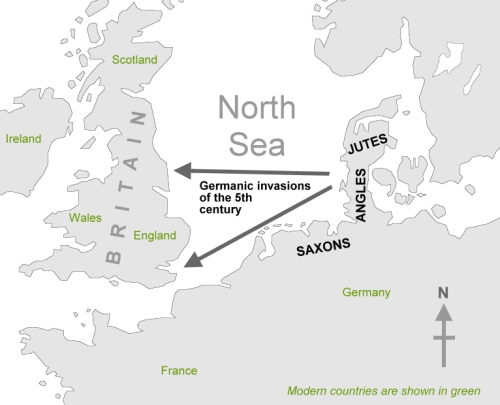 Scotland
North
Sea
Ireland
BRITAIN
JUTES
Germanic invasions
of the 5th
century
ANGLES
Wales
England
SAXONS
Germany
N
France
Modern countries are shown in green